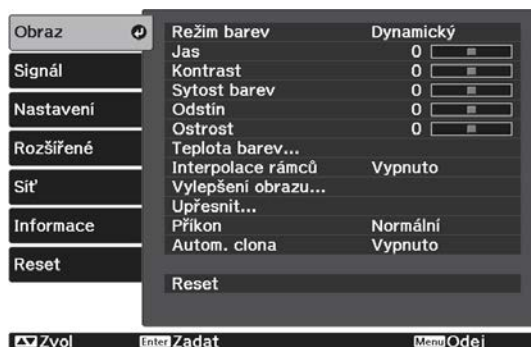 Obraz
Signál
Nastavení
Rozšířené
Síť
Informace
Reset
Režim barev Dynamický
Jas 0
Kontrast 0
Sytost barev 0
Odstín 0
Ostrost 0
Teplota barev...
Interpolace rámců Vypnuto
Vylepšení obrazu...
Upřesnit...
Příkon Normální
Autom. clona Vypnuto
Reset
Zvol Enter Zadat Menu Odej